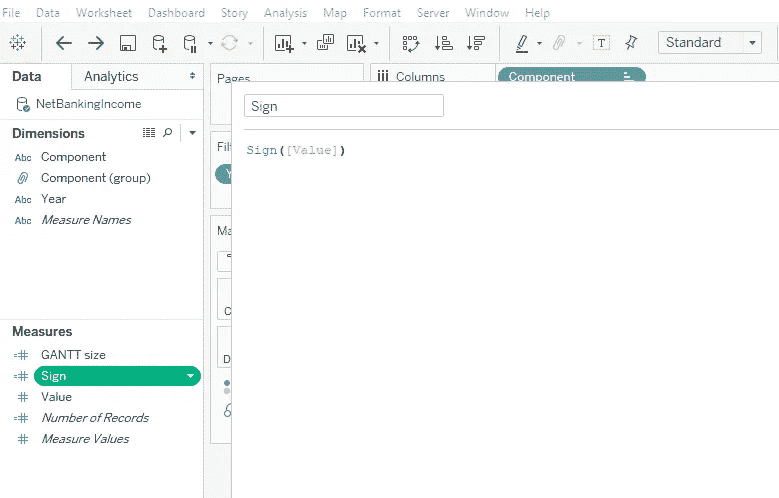 File Data Worksheet Dashboard Story Analysis Map Format Server Window Help
Standard
Data Analytics
Pages
Columns
Component
NetBankingIncome
Sign
Dimensions
Sign([Value])
Abc Component
Component (group)
Abc Year
Abc Measure Names
Measures
GANTT size
Sign
Value
Number of Records
Measure Values